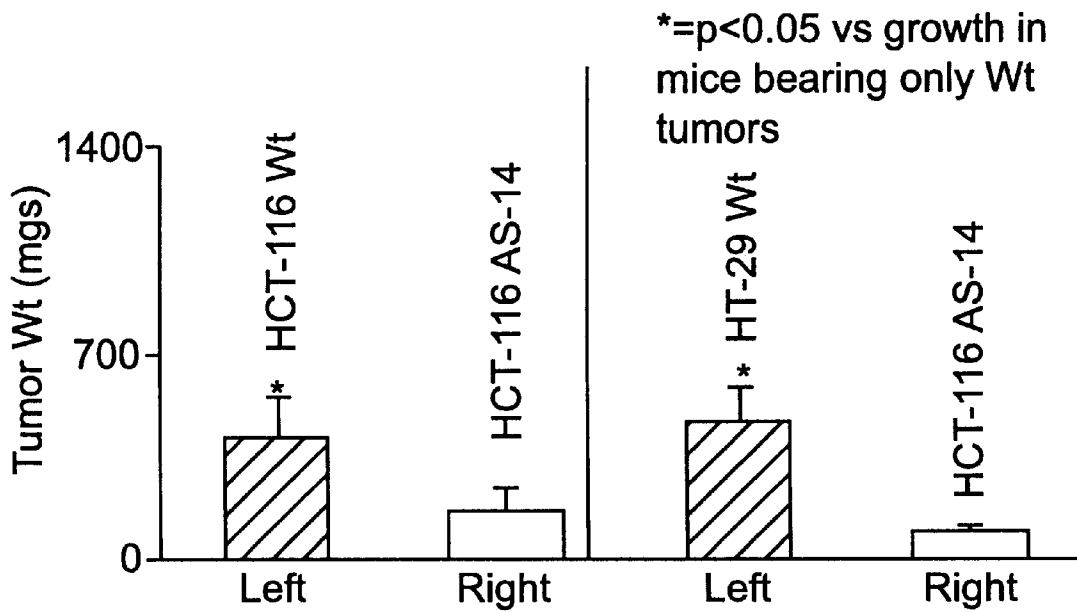 *=p<0.05 vs growth in
mice bearing only Wt
tumors
Tumor Wt (mgs)
1400
700
0
HCT-116 Wt
*
HCT-116 AS-14
HT-29 Wt
*
HCT-116 AS-14
Left
Right
Left
Right